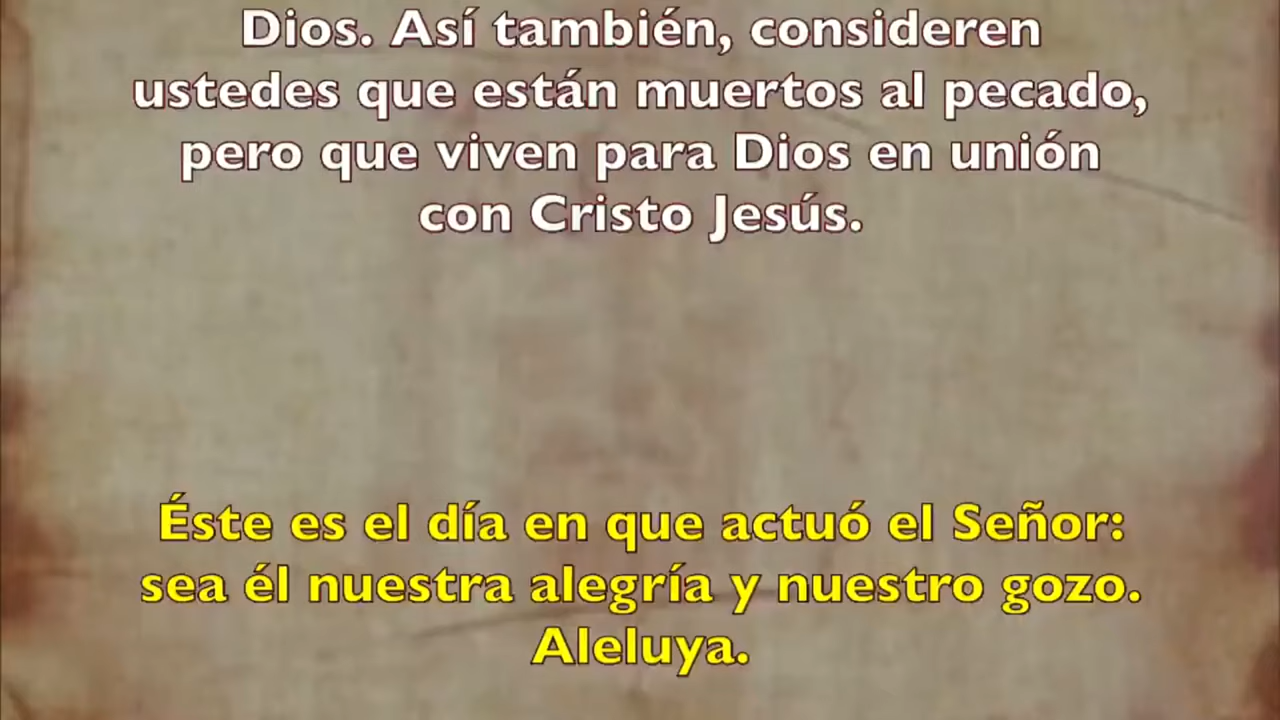 Dios. Así también, consideren
ustedes que están muertos al pecado,
pero que viven para Dios en unión
con Cristo Jesús.
Éste es el día en que actuó el Señor:
sea él nuestra alegría y nuestro gozo.
Aleluya.